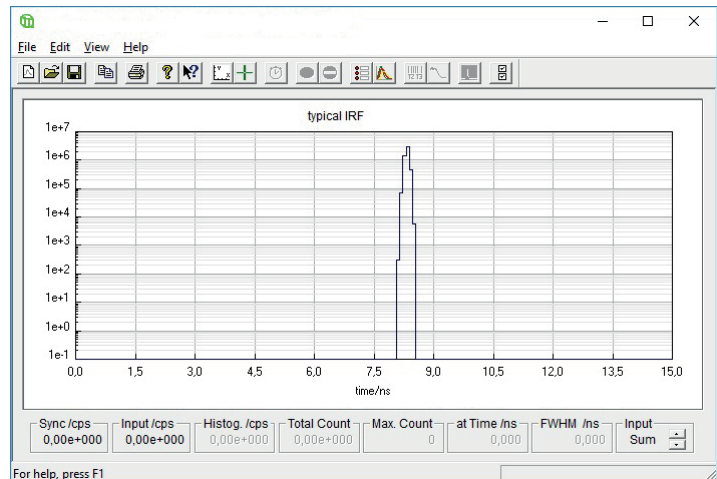 File Edit View Help
typical IRF
1e+7
1e+6
1e+5
1e+4
1e+3
1e+2
1e+1
1e+0
1e-1
0,0 1,5 3,0 4,5 6,0 7,5 9,0 10,5 12,0 13,5 15,0
time/ns
Sync /cps Input /cps Histog. /cps Total Count Max. Count at Time /ns FWHM /ns Input
0,00e+000 0,00e+000 0,00e+000 0,00e+000 0 0,000 0,000 Sum
For help, press F1